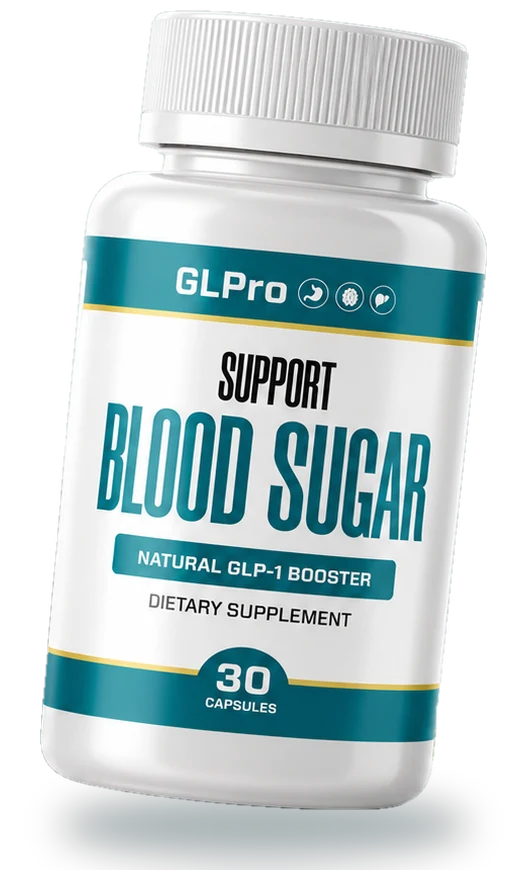 GLPro
SUPPORT
BLOOD SUGAR
NATURAL GLP-1 BOOSTER
DIETARY SUPPLEMENT
30
CAPSULES